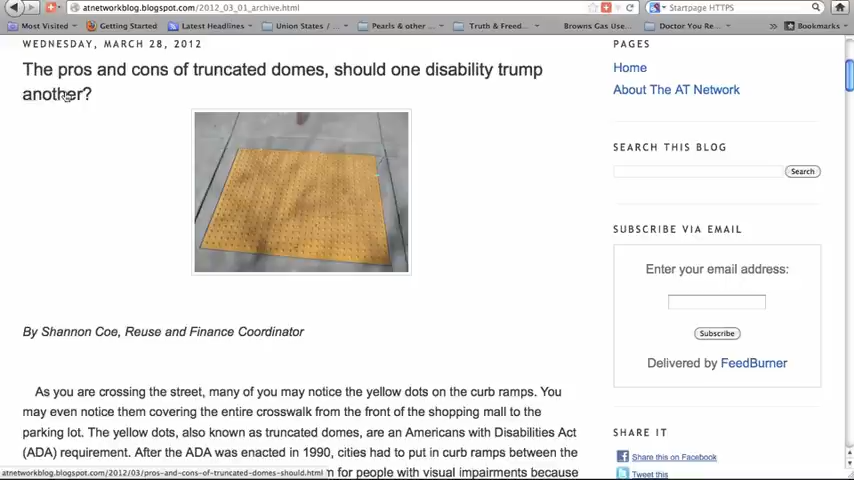 atnetworkblog.blogspot.com/2012_03_01_archive.html
Startpage HTTPS
Most Visited
Getting Started
Latest Headlines
Union States /
Pearls & other ...
Truth & Freed...
Browns Gas Use...
Doctor You Re...
Bookmarks
WEDNESDAY, MARCH 28, 2012
The pros and cons of truncated domes, should one disability trump
another?
By Shannon Coe, Reuse and Finance Coordinator
As you are crossing the street, many of you may notice the yellow dots on the curb ramps. You
may even notice them covering the entire crosswalk from the front of the shopping mall to the
parking lot. The yellow dots, also known as truncated domes, are an Americans with Disabilities Act
(ADA) requirement. After the ADA was enacted in 1990, cities had to put in curb ramps between the
m for people with visual impairments because
atnetworkblog.blogspot.com/2012/03/pros-and-cons-of-truncated-domes-should.html
PAGES
Home
About The AT Network
SEARCH THIS BLOG
Search
SUBSCRIBE VIA EMAIL
Enter your email address:
Subscribe
Delivered by FeedBurner
SHARE IT
Share this on Facebook
Tweet this